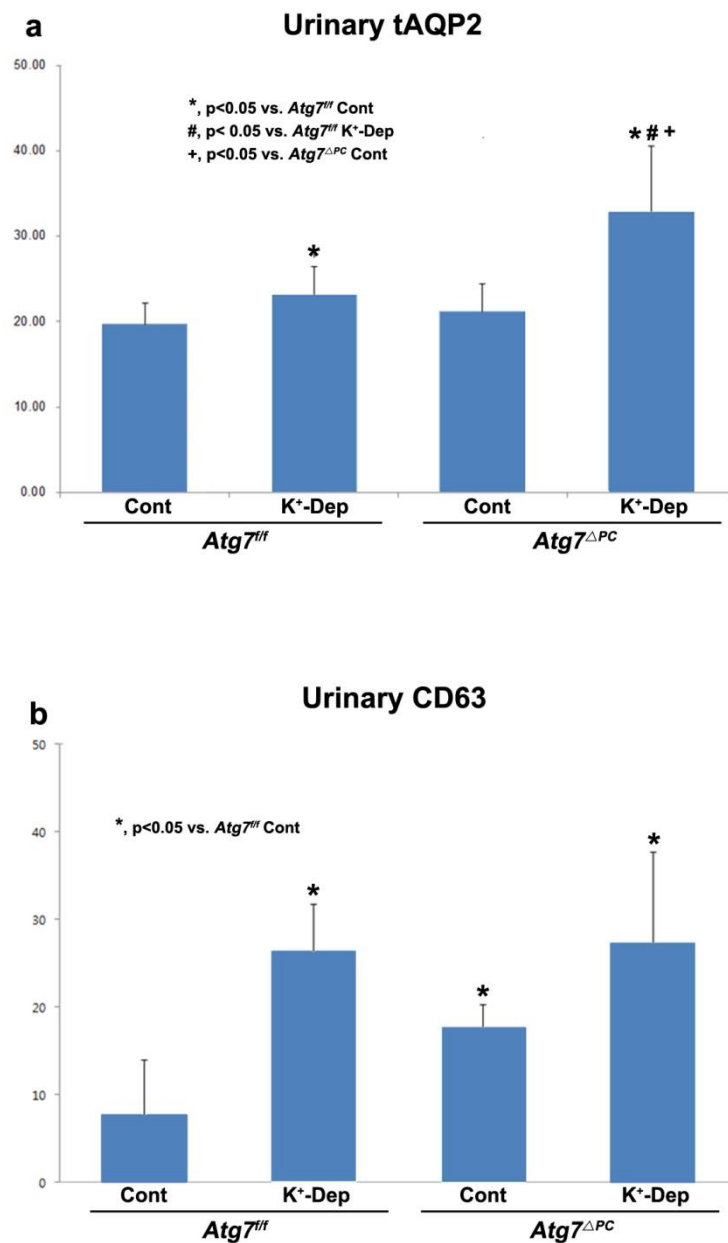 a
Urinary tAQP2
50.00
40.00
30.00
20.00
10.00
0.00
*, p<0.05 vs. Atg7f/f Cont
#, p< 0.05 vs. Atg7f/f K+-Dep
+, p<0.05 vs. Atg7△PC Cont
*
* # +
Cont K+-Dep Cont K+-Dep
Atg7f/f Atg7△PC
b
Urinary CD63
50
40
30
20
10
0
*, p<0.05 vs. Atg7f/f Cont
*
*
*
Cont K+-Dep Cont K+-Dep
Atg7f/f Atg7△PC